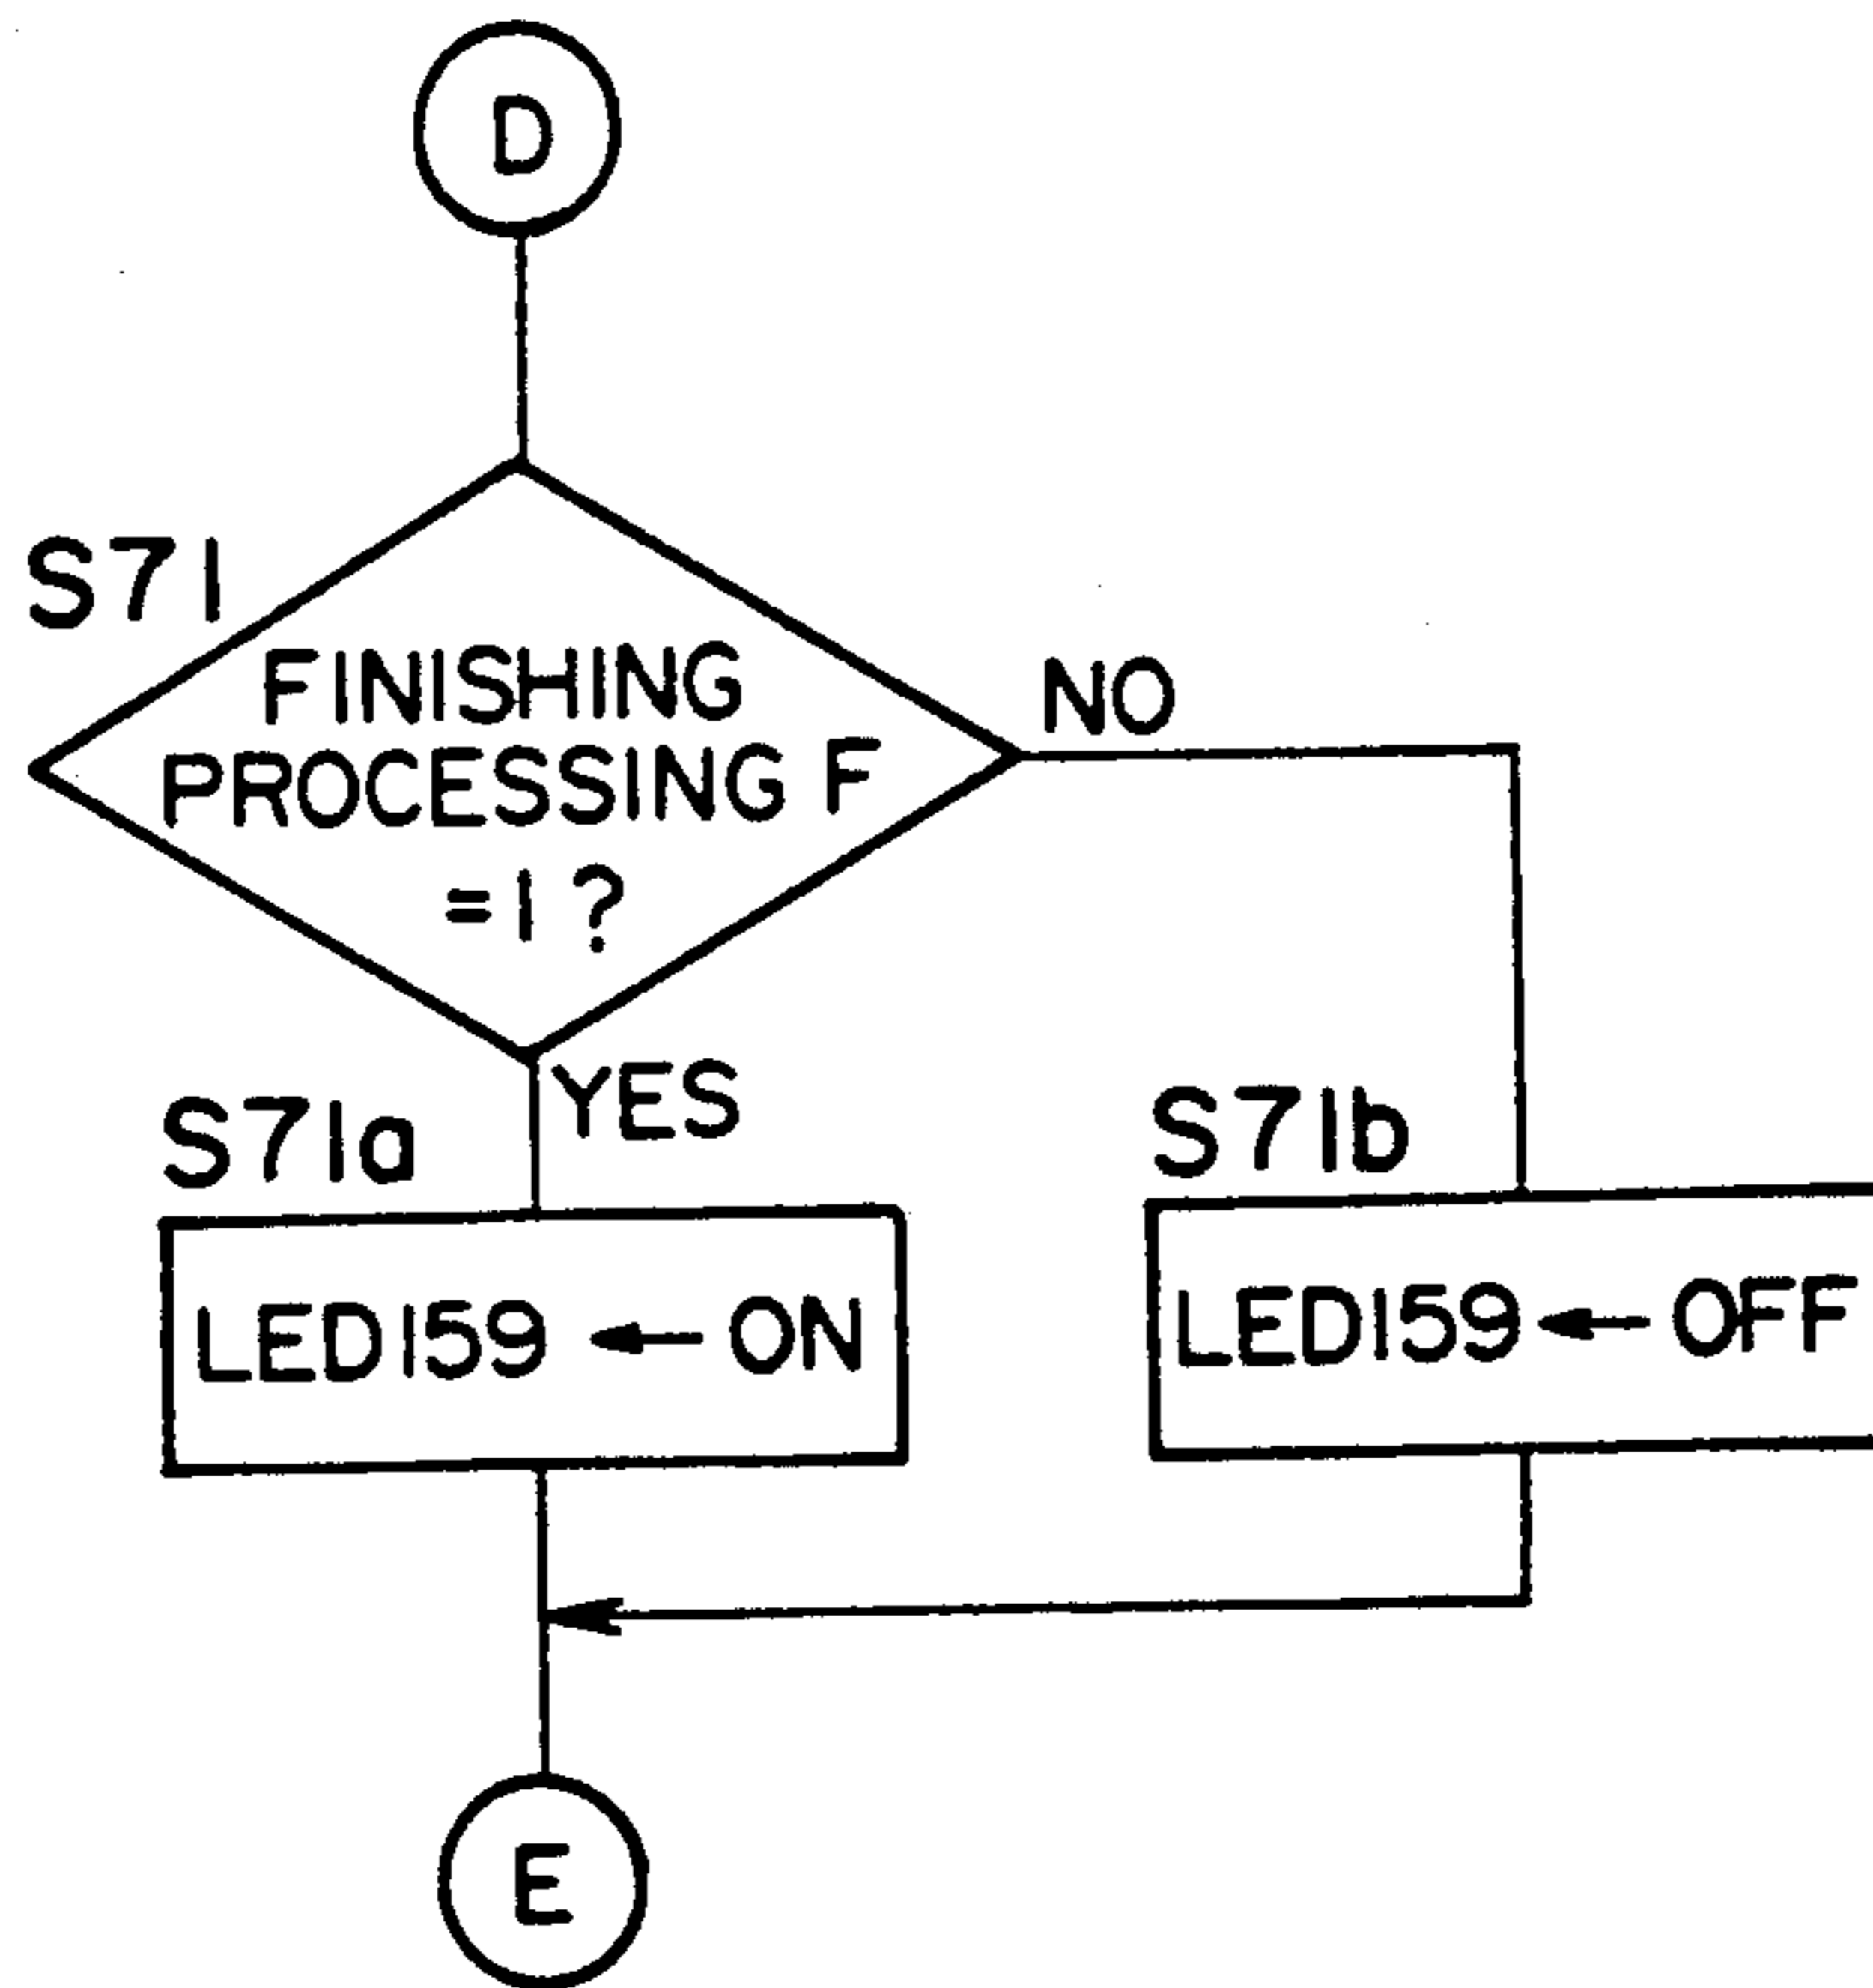 D
S71
FINISHING
PROCESSING F
=1 ?
NO
YES
S71a
LED159 ← ON
S71b
LED159 ← OFF
E